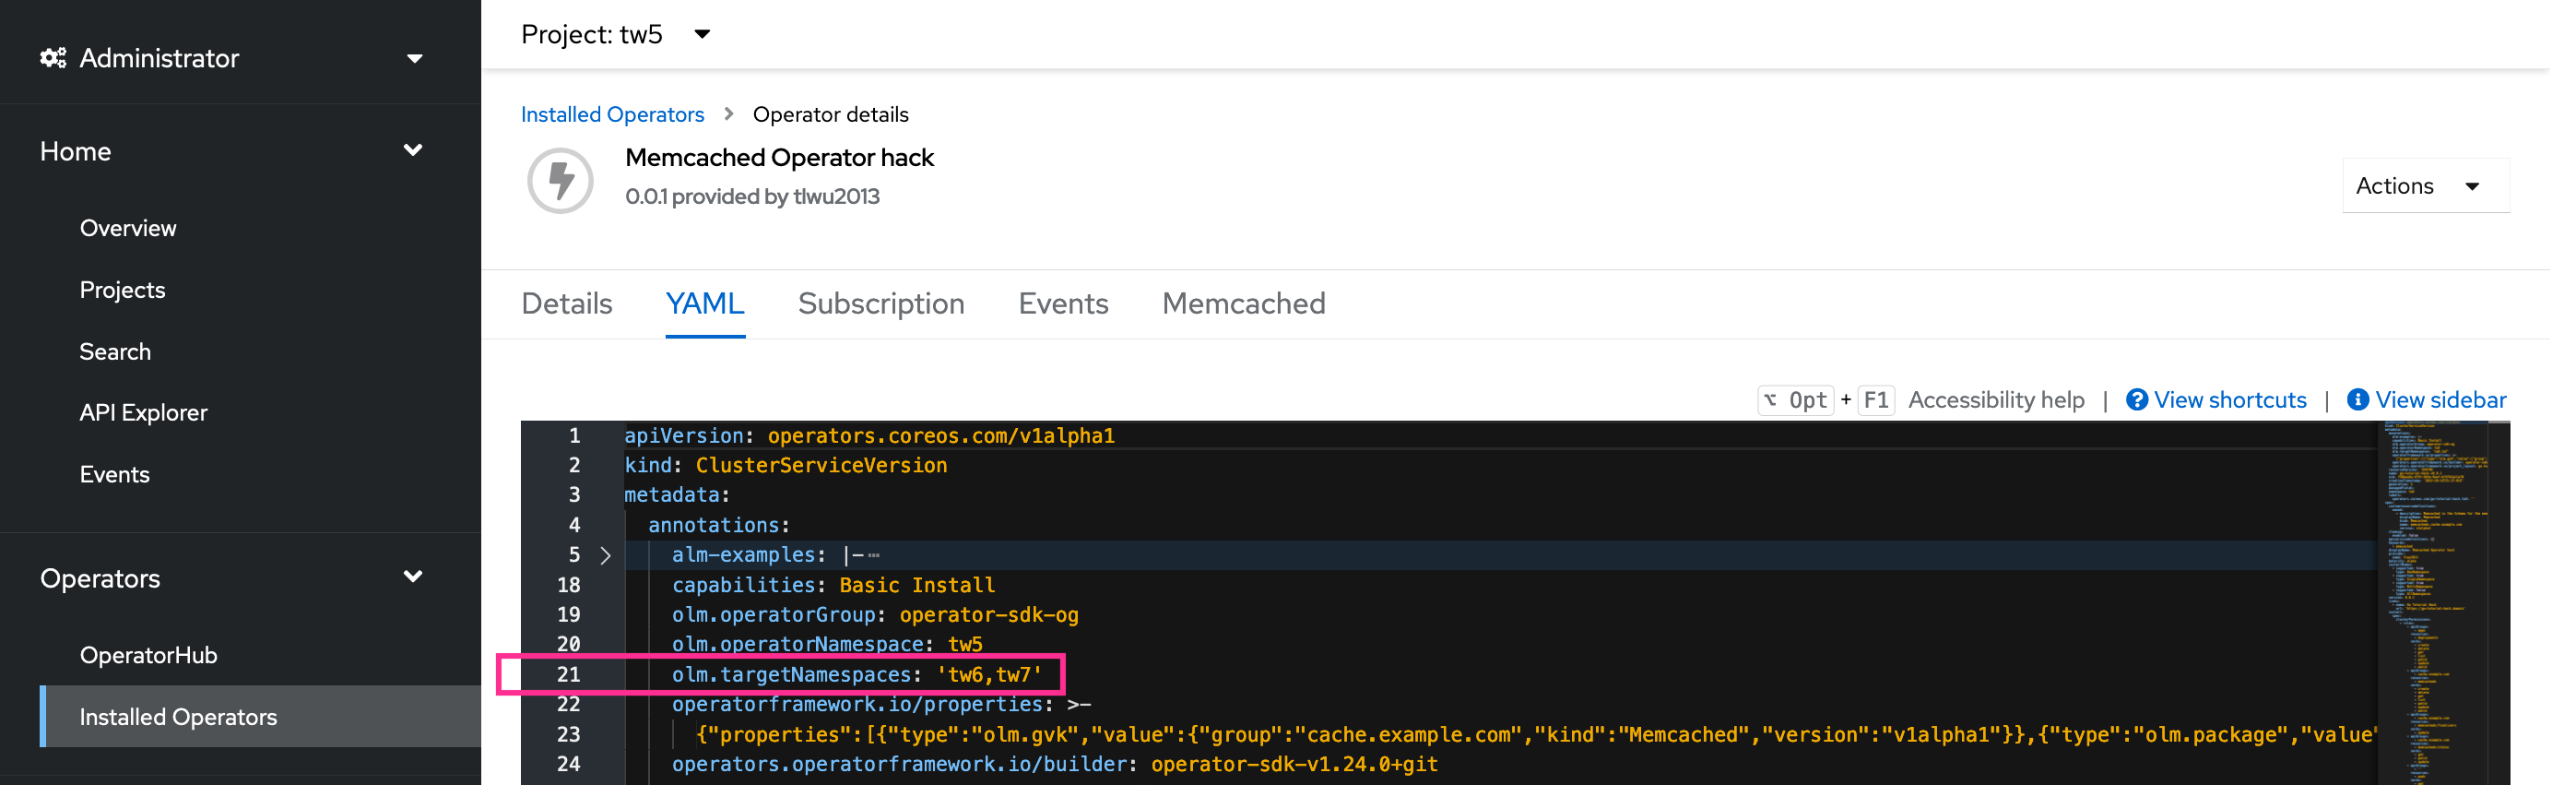 Administrator
Home
Overview
Projects
Search
API Explorer
Events
Operators
OperatorHub
Installed Operators
Project: tw5
Installed Operators > Operator details
Memcached Operator hack
0.0.1 provided by tlwu2013
Actions
Details YAML Subscription Events Memcached
⌥ Opt + F1 Accessibility help | View shortcuts | View sidebar
1 apiVersion: operators.coreos.com/v1alpha1
2 kind: ClusterServiceVersion
3 metadata:
4 annotations:
5 alm-examples: |-…
18 capabilities: Basic Install
19 olm.operatorGroup: operator-sdk-og
20 olm.operatorNamespace: tw5
21 olm.targetNamespaces: 'tw6,tw7'
22 operatorframework.io/properties: >-
23 {"properties":[{"type":"olm.gvk","value":{"group":"cache.example.com","kind":"Memcached","version":"v1alpha1"}},{"type":"olm.package","value"
24 operators.operatorframework.io/builder: operator-sdk-v1.24.0+git